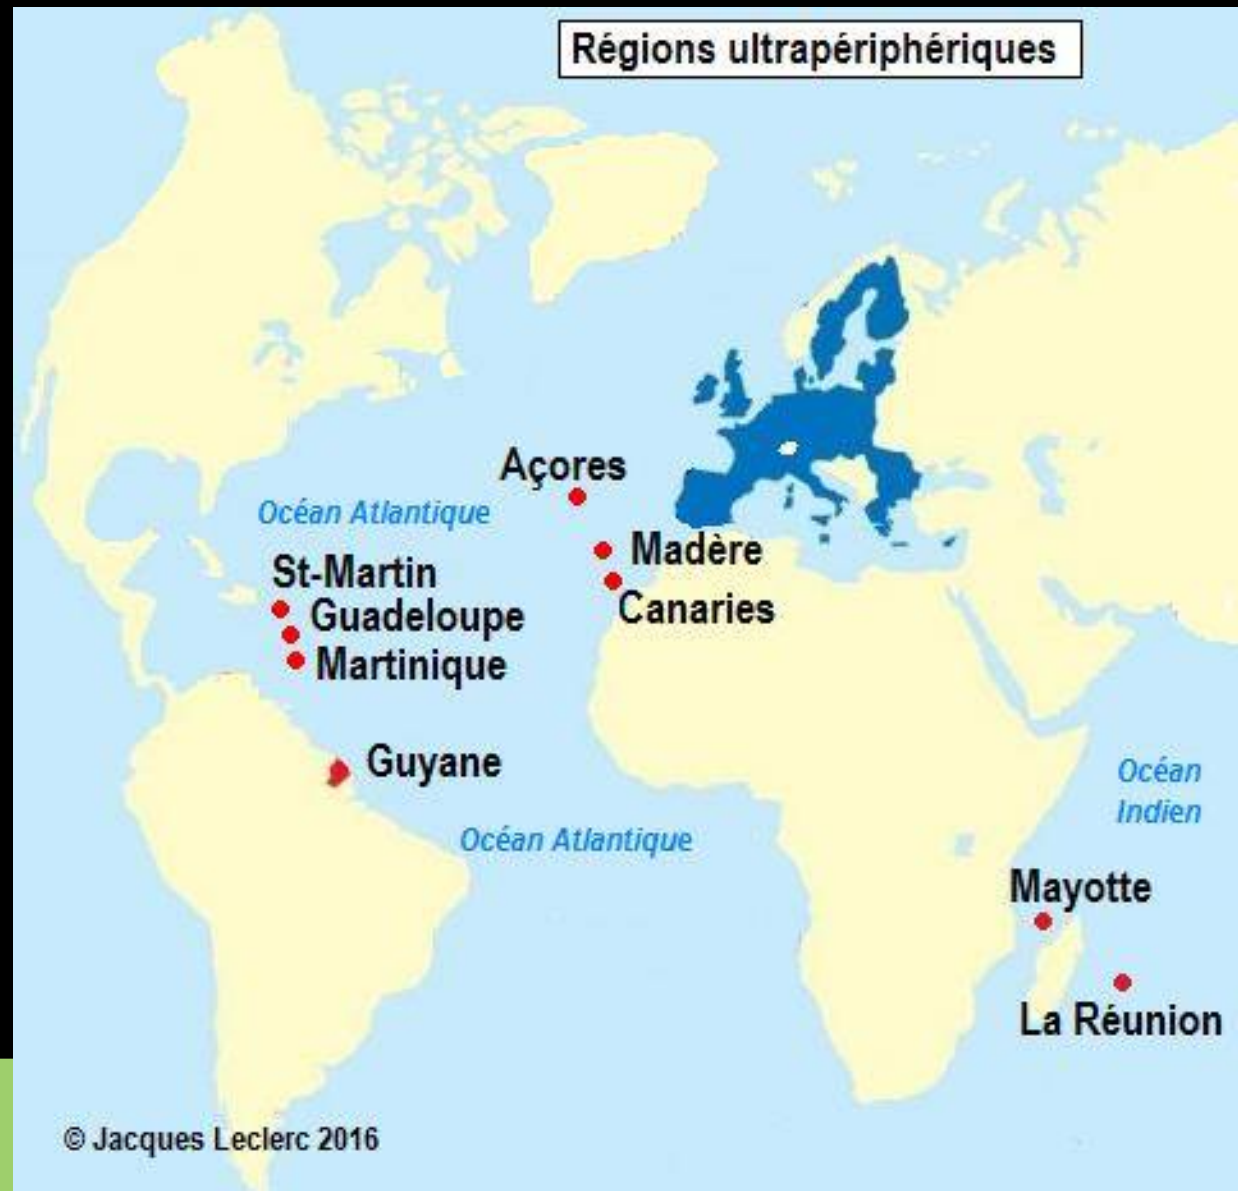 Régions ultrapériphériques
Açores
Océan Atlantique
Madère
St-Martin
Canaries
Guadeloupe
Martinique
Guyane
Océan
Indien
Océan Atlantique
Mayotte
La Réunion
© Jacques Leclerc 2016